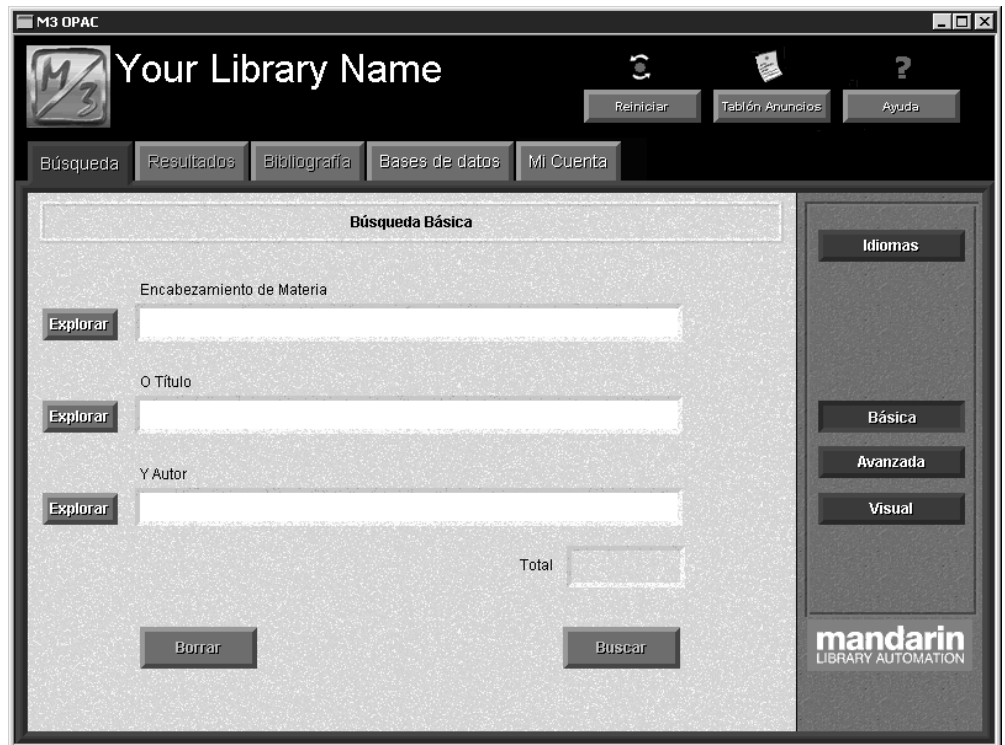 M3 OPAC
M/3
Your Library Name
Reiniciar
Tablón Anuncios
Ayuda
Búsqueda
Resultados
Bibliografía
Bases de datos
Mi Cuenta
Búsqueda Básica
Idiomas
Encabezamiento de Materia
Explorar
O Título
Explorar
Básica
Avanzada
Y Autor
Explorar
Visual
Total
Borrar
Buscar
mandarin
LIBRARY AUTOMATION